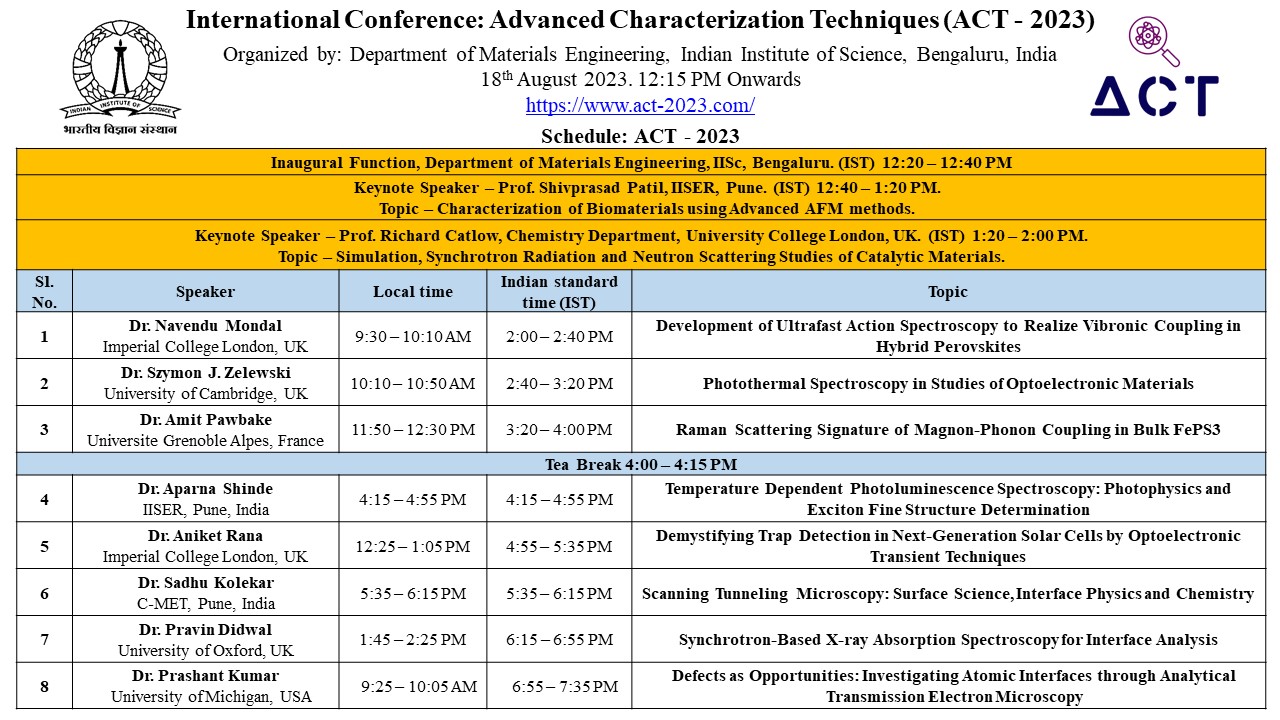 International Conference: Advanced Characterization Techniques (ACT - 2023)
Organized by: Department of Materials Engineering, Indian Institute of Science, Bengaluru, India
18th August 2023. 12:15 PM Onwards
https://www.act-2023.com/
Schedule: ACT - 2023
INDIAN INSTITUTE OF SCIENCE
भारतीय विज्ञान संस्थान
ACT
Inaugural Function, Department of Materials Engineering, IISc, Bengaluru. (IST) 12:20 – 12:40 PM
Keynote Speaker – Prof. Shivprasad Patil, IISER, Pune. (IST) 12:40 – 1:20 PM.
Topic – Characterization of Biomaterials using Advanced AFM methods.
Keynote Speaker – Prof. Richard Catlow, Chemistry Department, University College London, UK. (IST) 1:20 – 2:00 PM.
Topic – Simulation, Synchrotron Radiation and Neutron Scattering Studies of Catalytic Materials.
Sl. No. Speaker Local time Indian standard time (IST) Topic
1 Dr. Navendu Mondal 9:30 – 10:10 AM 2:00 – 2:40 PM Development of Ultrafast Action Spectroscopy to Realize Vibronic Coupling in
Imperial College London, UK Hybrid Perovskites
2 Dr. Szymon J. Zelewski 10:10 – 10:50 AM 2:40 – 3:20 PM Photothermal Spectroscopy in Studies of Optoelectronic Materials
University of Cambridge, UK
3 Dr. Amit Pawbake 11:50 – 12:30 PM 3:20 – 4:00 PM Raman Scattering Signature of Magnon-Phonon Coupling in Bulk FePS3
Universite Grenoble Alpes, France
Tea Break 4:00 – 4:15 PM
4 Dr. Aparna Shinde 4:15 – 4:55 PM 4:15 – 4:55 PM Temperature Dependent Photoluminescence Spectroscopy: Photophysics and
IISER, Pune, India Exciton Fine Structure Determination
5 Dr. Aniket Rana 12:25 – 1:05 PM 4:55 – 5:35 PM Demystifying Trap Detection in Next-Generation Solar Cells by Optoelectronic
Imperial College London, UK Transient Techniques
6 Dr. Sadhu Kolekar 5:35 – 6:15 PM 5:35 – 6:15 PM Scanning Tunneling Microscopy: Surface Science, Interface Physics and Chemistry
C-MET, Pune, India
7 Dr. Pravin Didwal 1:45 – 2:25 PM 6:15 – 6:55 PM Synchrotron-Based X-ray Absorption Spectroscopy for Interface Analysis
University of Oxford, UK
8 Dr. Prashant Kumar 9:25 – 10:05 AM 6:55 – 7:35 PM Defects as Opportunities: Investigating Atomic Interfaces through Analytical
University of Michigan, USA Transmission Electron Microscopy